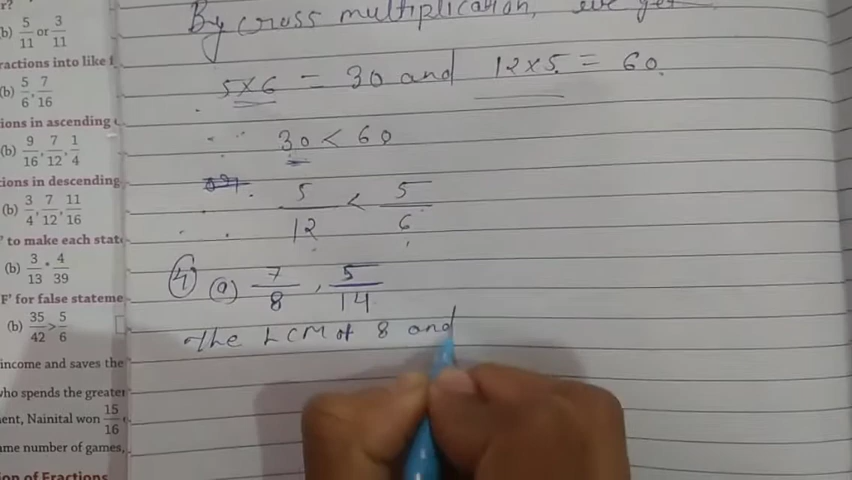 r?
(b) 5/11 or 3/11
ractions into like f
(b) 5/6, 7/16
ions in ascending
(b) 9/16, 7/12, 1/4
ions in descending
(b) 3/4, 7/12, 11/16
' to make each stat
(b) 3/13 . 4/39
F' for false stateme
(b) 35/42 > 5/6
income and saves the
who spends the greater
ent, Nainital won 15/16
ame number of games,
on of Fractions
By cross multiplication, we get
5×6 = 30 and 12×5 = 60
30 < 60
5/12 < 5/6
4 (a) 7/8, 5/14
The LCM of 8 and